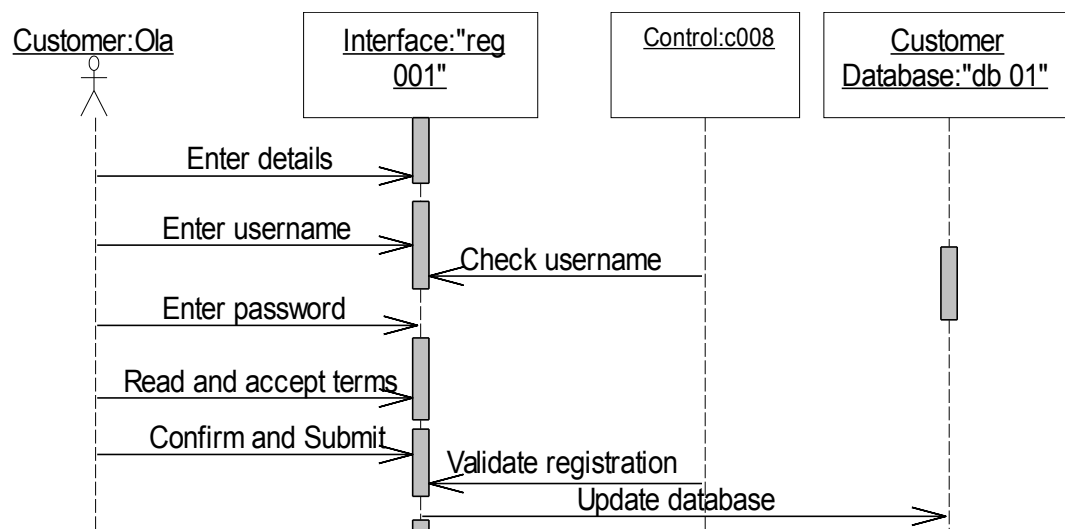 Customer:Ola
Interface:"reg
001"
Control:c008
Customer
Database:"db 01"
Enter details
Enter username
Check username
Enter password
Read and accept terms
Confirm and Submit
Validate registration
Update database